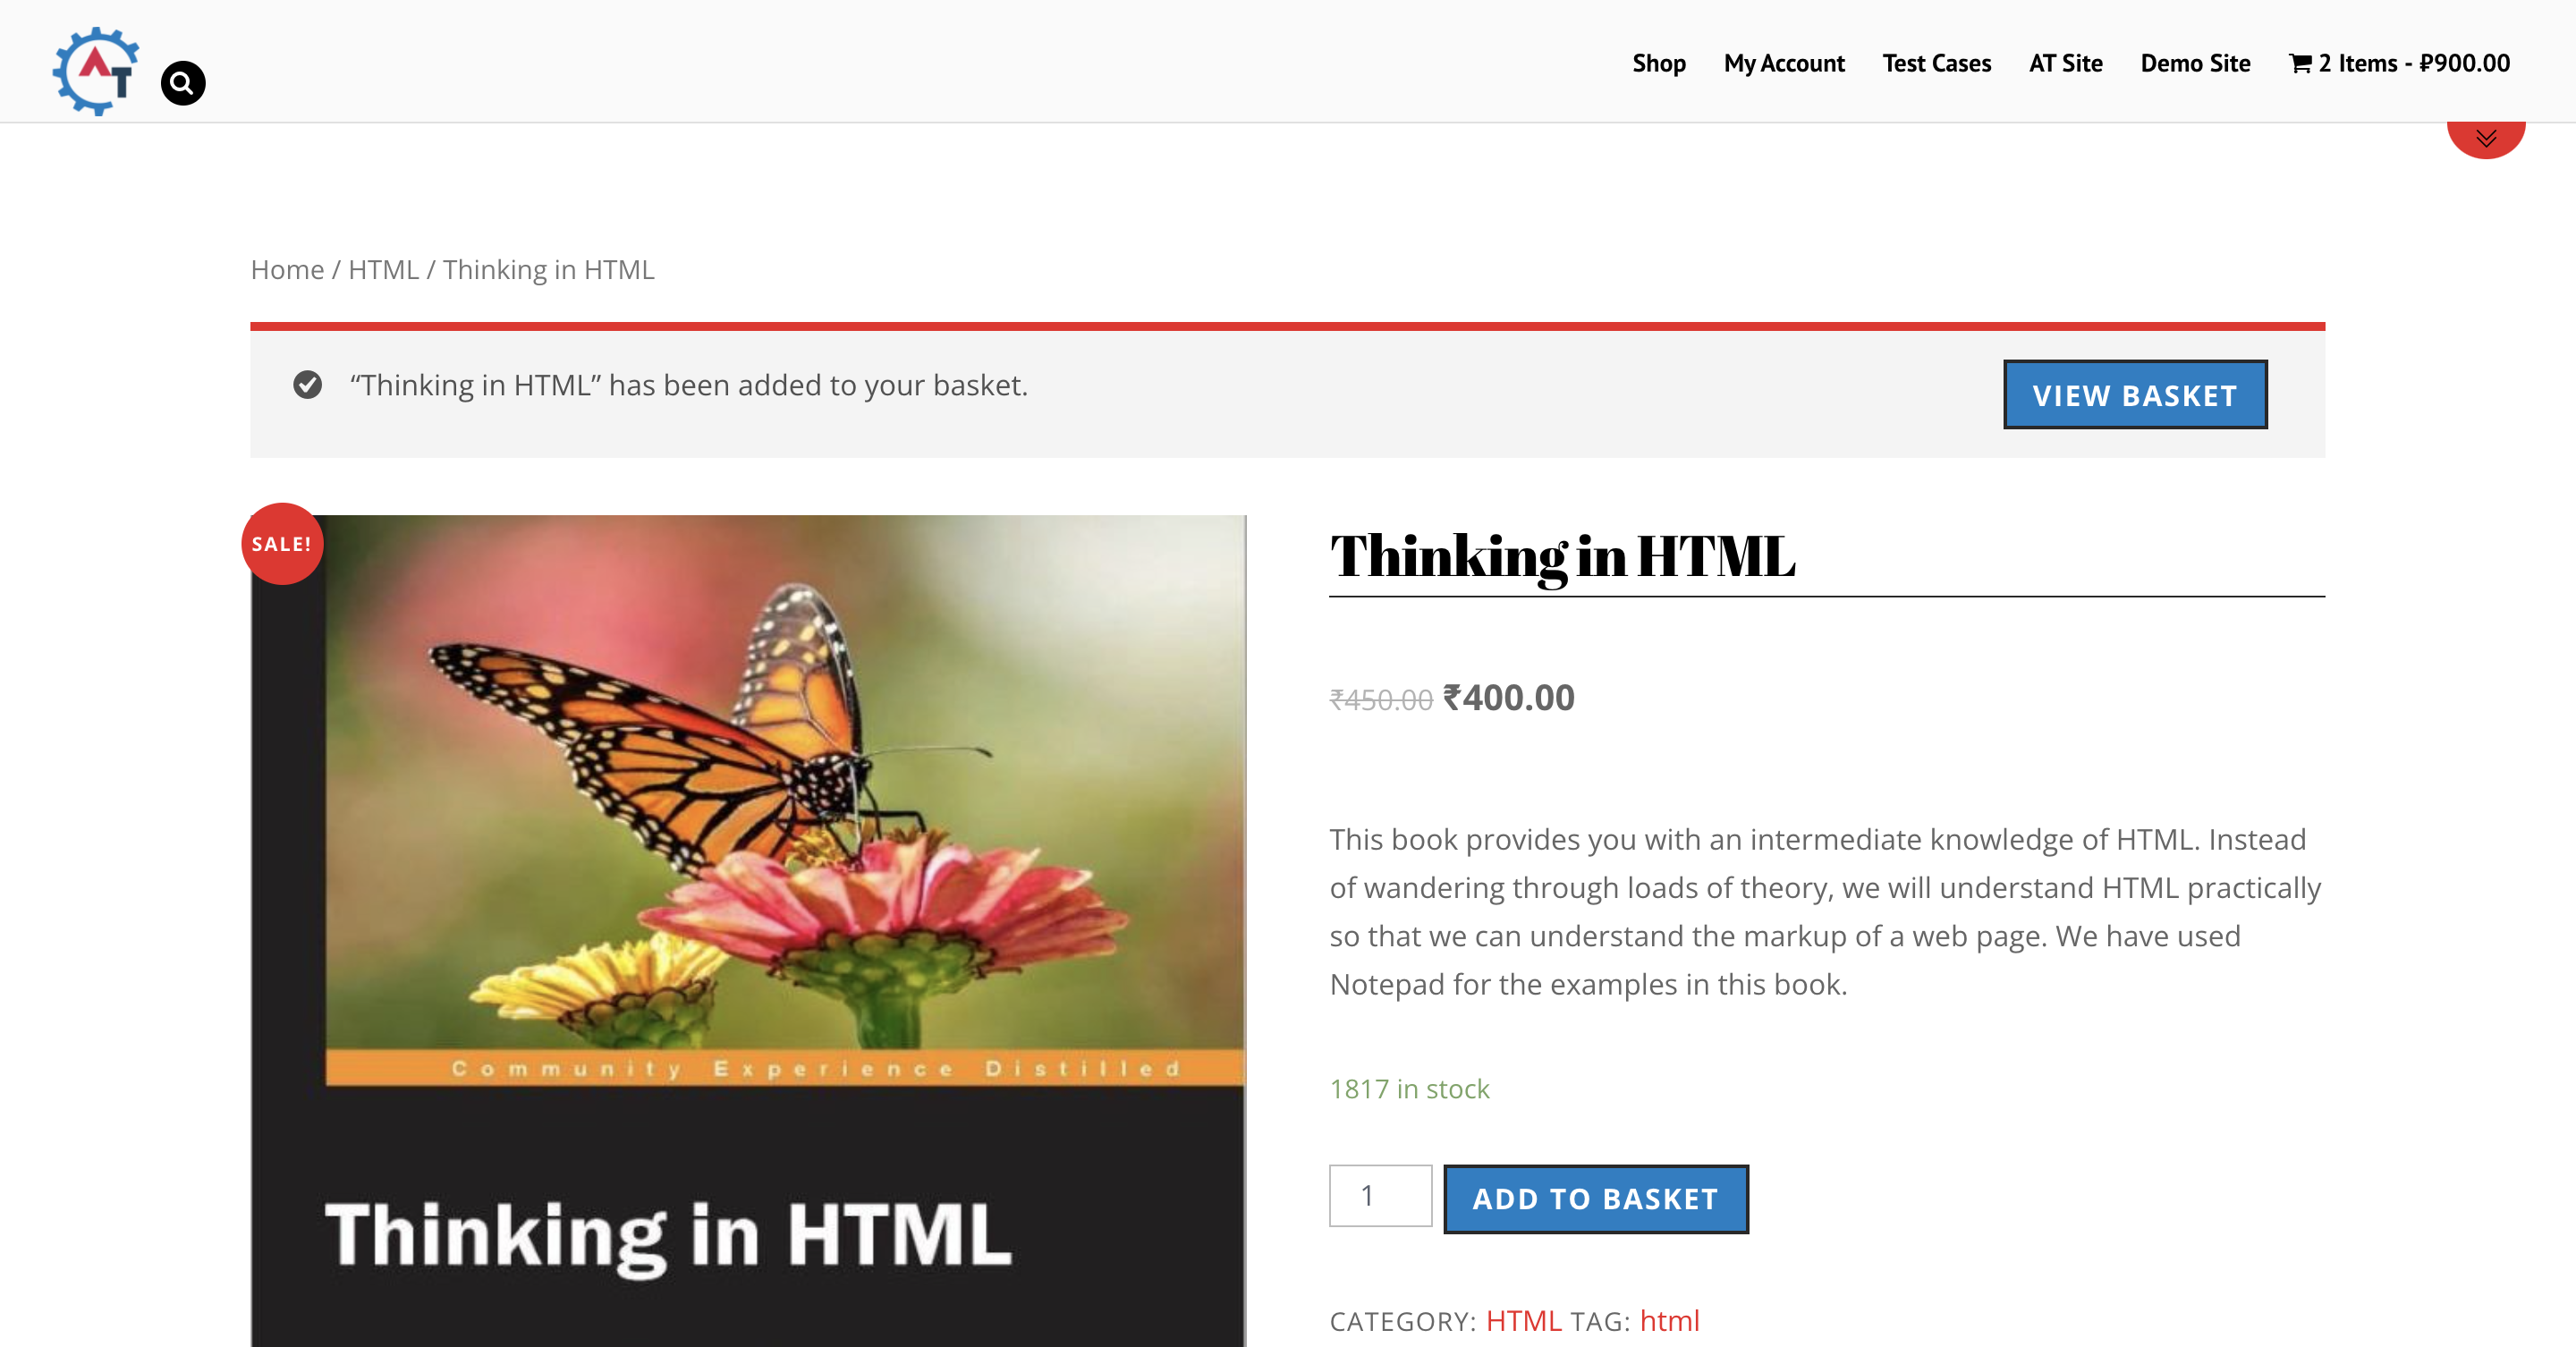 AT
Shop My Account Test Cases AT Site Demo Site 2 Items - ₽900.00
Home / HTML / Thinking in HTML
“Thinking in HTML” has been added to your basket.
VIEW BASKET
SALE!
Community Experience Distilled
Thinking in HTML
Thinking in HTML
₹450.00 ₹400.00
This book provides you with an intermediate knowledge of HTML. Instead
of wandering through loads of theory, we will understand HTML practically
so that we can understand the markup of a web page. We have used
Notepad for the examples in this book.
1817 in stock
1 ADD TO BASKET
CATEGORY: HTML TAG: html